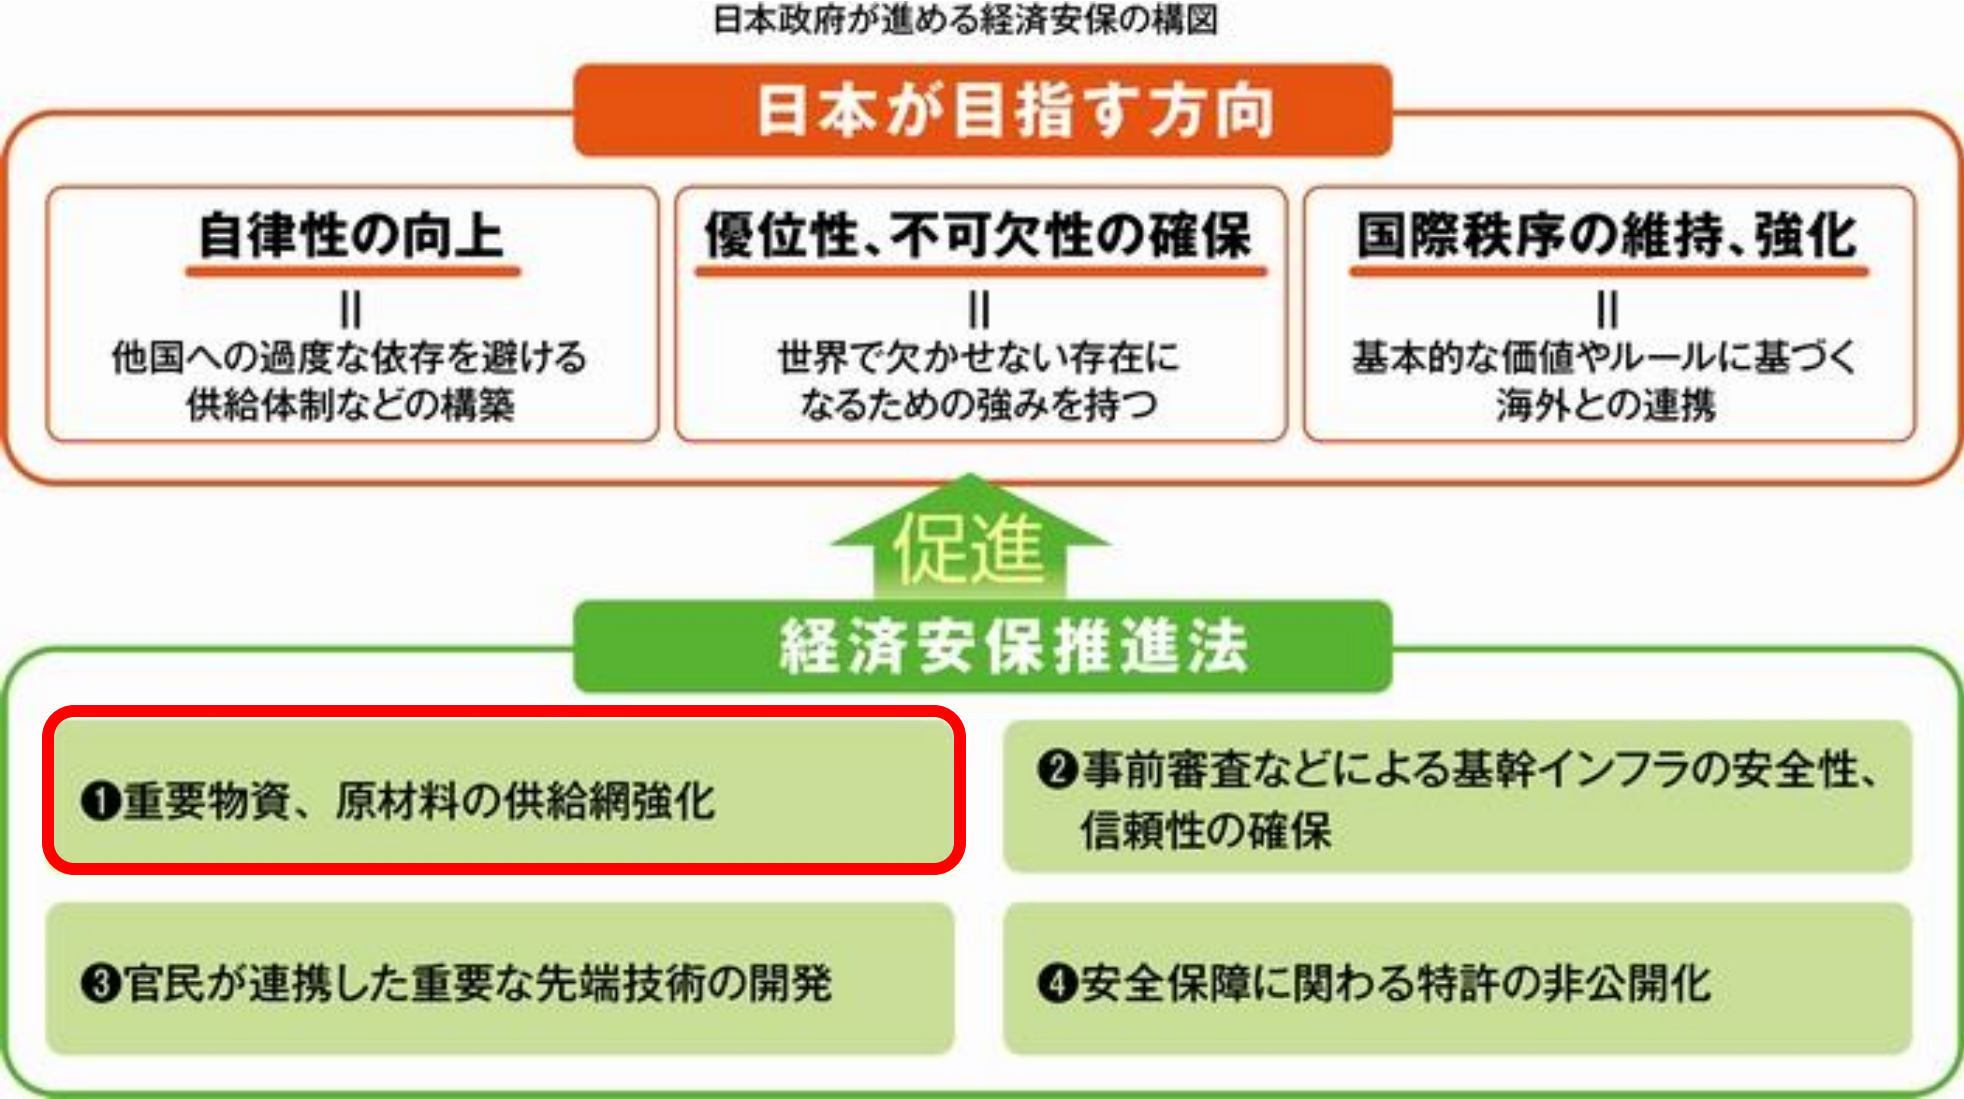 日本政府が進める経済安保の構図
日本が目指す方向
自律性の向上
=
他国への過度な依存を避ける
供給体制などの構築
優位性、不可欠性の確保
=
世界で欠かせない存在に
なるための強みを持つ
国際秩序の維持、強化
=
基本的な価値やルールに基づく
海外との連携
促進
経済安保推進法
❶重要物資、原材料の供給網強化
❷事前審査などによる基幹インフラの安全性、
信頼性の確保
❸官民が連携した重要な先端技術の開発
❹安全保障に関わる特許の非公開化